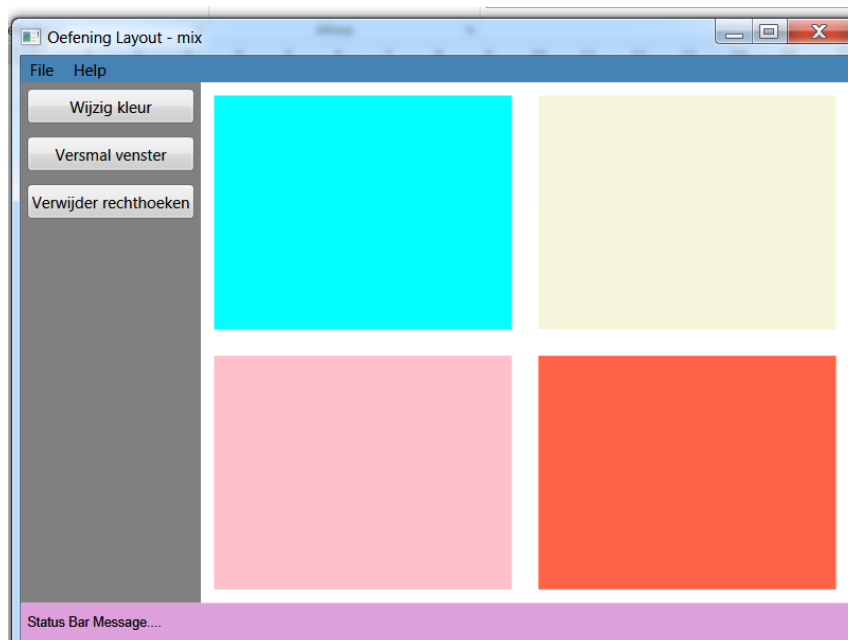 Oefening Layout - mix
File Help
Wijzig kleur
Versmal venster
Verwijder rechthoeken
Status Bar Message....